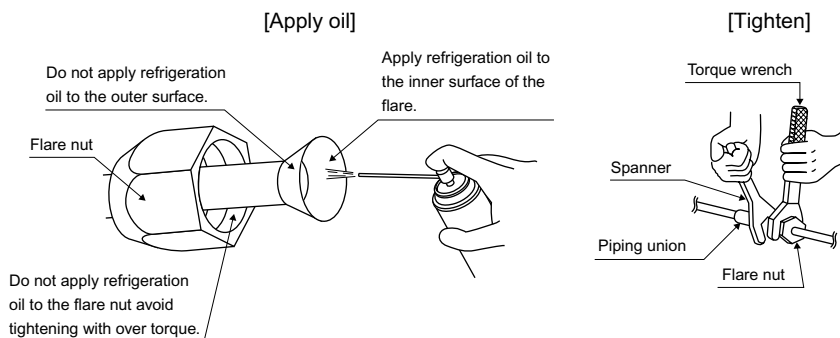 [Apply oil]
Do not apply refrigeration
oil to the outer surface.
Apply refrigeration oil to
the inner surface of the
flare.
Flare nut
Do not apply refrigeration
oil to the flare nut avoid
tightening with over torque.
[Tighten]
Torque wrench
Spanner
Piping union
Flare nut